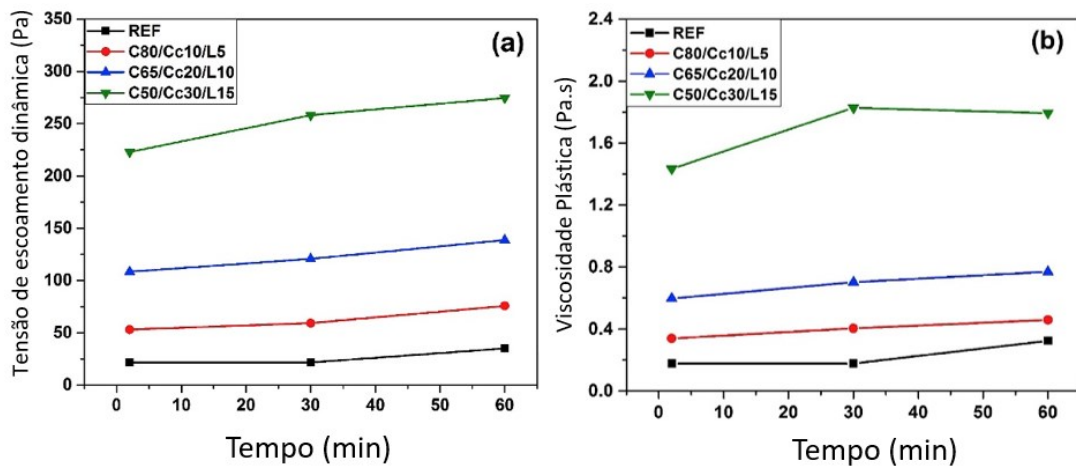 Tensão de escoamento dinâmica (Pa)
350
300
250
200
150
100
50
0
REF
C80/Cc10/L5
C65/Cc20/L10
C50/Cc30/L15
(a)
0 10 20 30 40 50 60
Tempo (min)
Viscosidade Plástica (Pa.s)
2.4
2.0
1.6
1.2
0.8
0.4
0.0
REF
C80/Cc10/L5
C65/Cc20/L10
C50/Cc30/L15
(b)
0 10 20 30 40 50 60
Tempo (min)